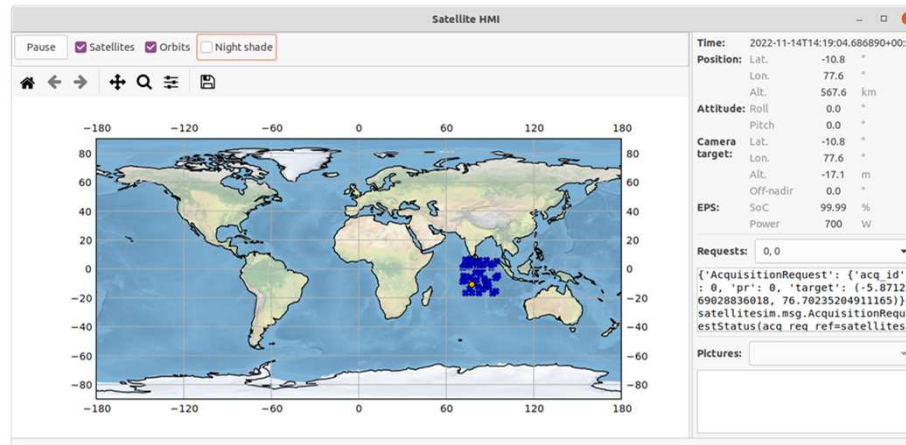 Satellite HMI
Pause Satellites Orbits Night shade
-180 -120 -60 0 60 120 180
80 80
60 60
40 40
20 20
0 0
-20 -20
-40 -40
-60 -60
-80 -80
-180 -120 -60 0 60 120 180
Time: 2022-11-14T14:19:04.686890+00:
Position: Lat. -10.8 °
Lon. 77.6 °
Alt. 567.6 km
Attitude: Roll 0.0 °
Pitch 0.0 °
Camera Lat. -10.8 °
target: Lon. 77.6 °
Alt. -17.1 m
Off-nadir 0.0 °
EPS: SoC 99.99 %
Power 700 W
Requests: 0, 0
{'AcquisitionRequest': {'acq_id'
: 0, 'pr': 0, 'target': (-5.8712
69028836018, 76.70235204911165)}
satellitesim.msg.AcquisitionRequ
estStatus(acq_req_ref=satellites
Pictures: